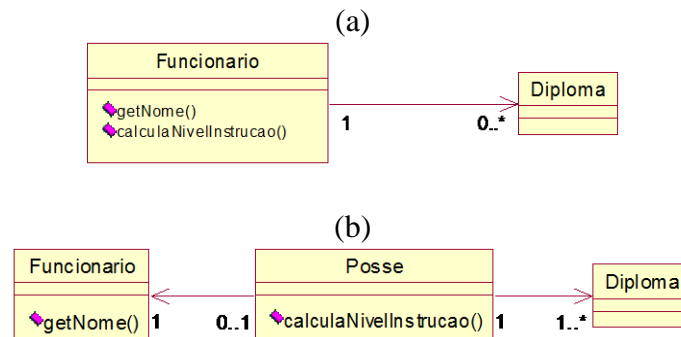 (a)
Funcionario
getNome()
calculaNivelInstrucao()
1
0..*
Diploma
(b)
Funcionario
getNome()
1
0..1
Posse
calculaNivelInstrucao()
1
1..*
Diploma